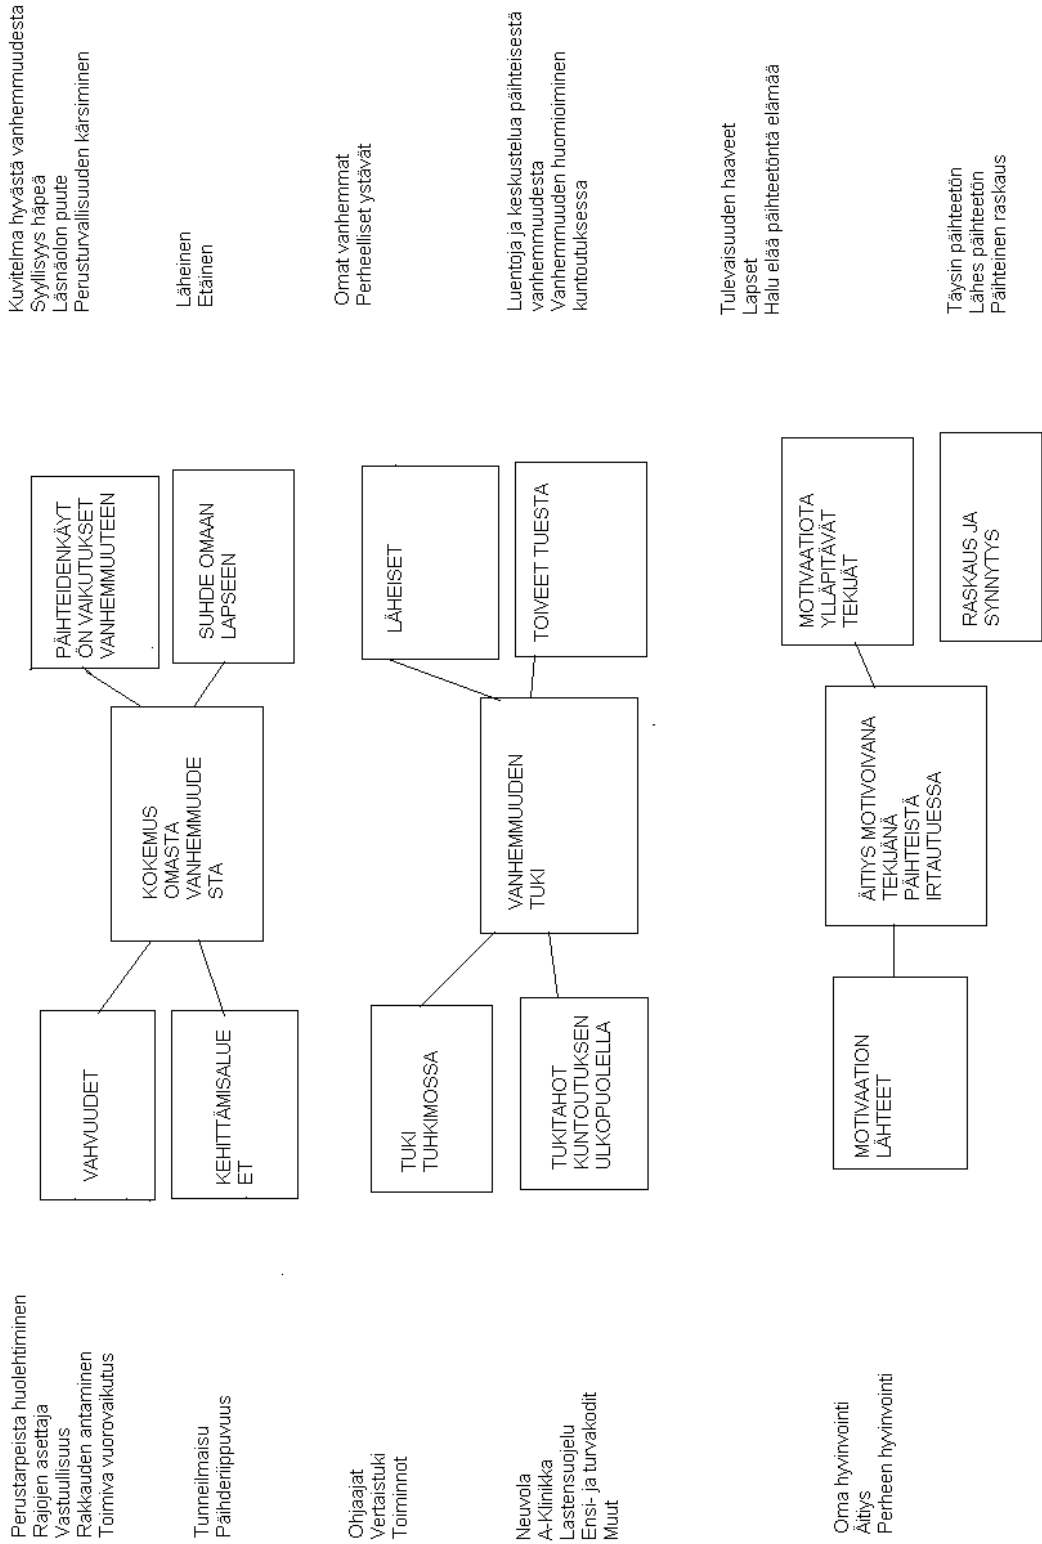 Perustarpeista huolehtiminen
Rajojen asettaja
Vastuullisuus
Rakkauden antaminen
Toimiva vuorovaikutus
Tunneilmaisu
Päihderiippuvuus
Ohjaajat
Vertaistuki
Toiminnot
Neuvola
A-Klinikka
Lastensuojelu
Ensi- ja turvakodit
Muut
Oma hyvinvointi
Äitiys
Perheen hyvinvointi
VAHVUUDET
KEHITTÄMISALUE
ET
TUKI
TUHKIMOSSA
TUKITAHOT
KUNTOUTUKSEN
ULKOPUOLELLA
MOTIVAATION
LÄHTEET
KOKEMUS
OMASTA
VANHEMMUUDE
STA
VANHEMMUUDEN
TUKI
ÄITIYS MOTIVOIVANA
TEKIJÄNÄ
PÄIHTEISTÄ
IRTAUTUESSA
PÄIHTEIDENKÄYT
ÖN VAIKUTUKSET
VANHEMMUUTEEN
SUHDE OMAAN
LAPSEEN
LÄHEISET
TOIVEET TUESTA
MOTIVAATIOTA
YLLÄPITÄVÄT
TEKIJÄT
RASKAUS JA
SYNNYTYS
Kuvitelma hyvästä vanhemmuudesta
Syyllisyys häpeä
Läsnäolon puute
Perusturvallisuuden kärsiminen
Läheinen
Etäinen
Omat vanhemmat
Perheelliset ystävät
Luentoja ja keskustelua päihteisestä
vanhemmuudesta
Vanhemmuuden huomioiminen
kuntoutuksessa
Tulevaisuuden haaveet
Lapset
Halu elää päihteetöntä elämää
Täysin päihteetön
Lähes päihteetön
Päihteinen raskaus